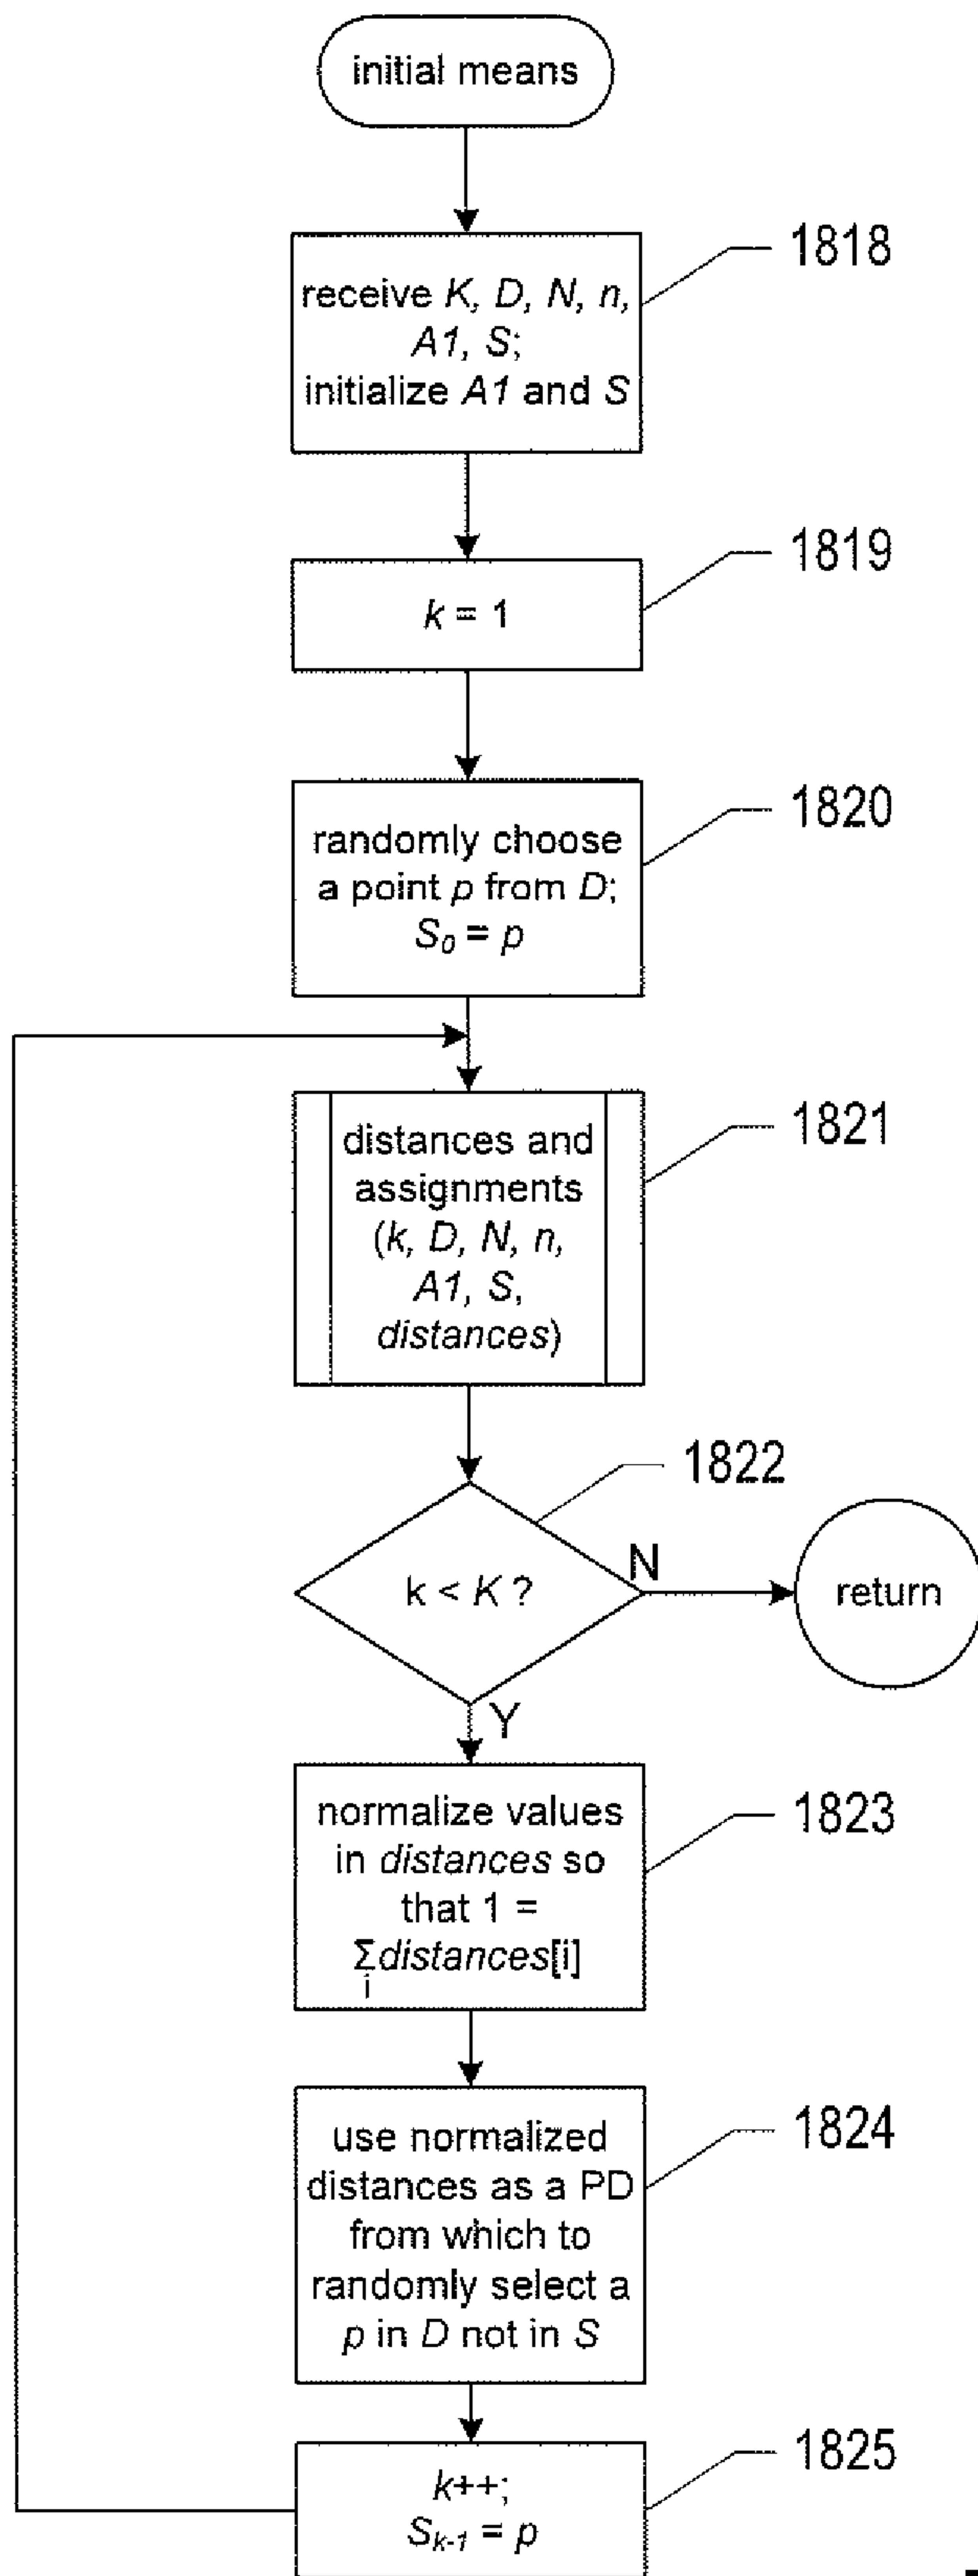 initial means
1818
receive K, D, N, n,
A1, S;
initialize A1 and S
1819
k = 1
1820
randomly choose
a point p from D;
S₀ = p
1821
distances and
assignments
(k, D, N, n,
A1, S,
distances)
1822
k < K ?
N
return
Y
1823
normalize values
in distances so
that 1 =
Σ distances[i]
i
1824
use normalized
distances as a PD
from which to
randomly select a
p in D not in S
1825
k++;
Sₖ₋₁ = p